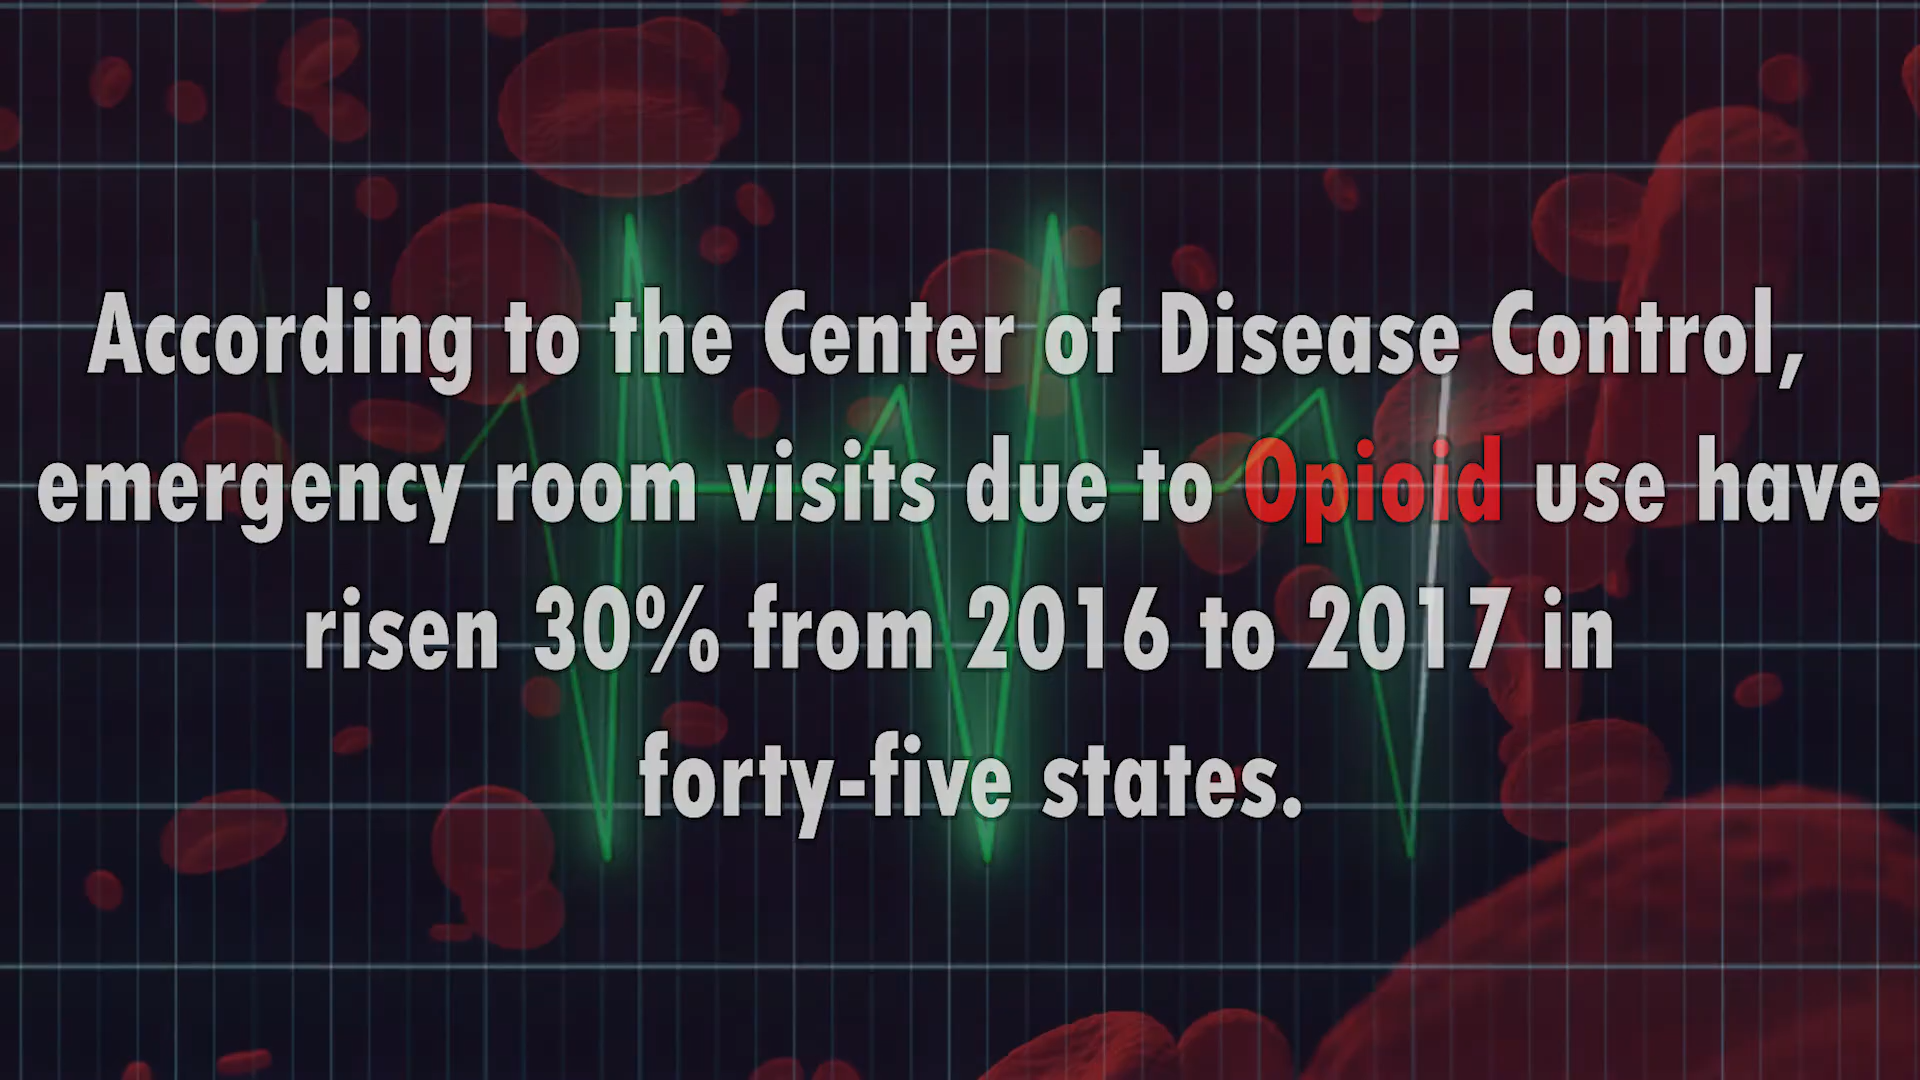 According to the Center of Disease Control,
emergency room visits due to Opioid use have
risen 30% from 2016 to 2017 in
forty-five states.